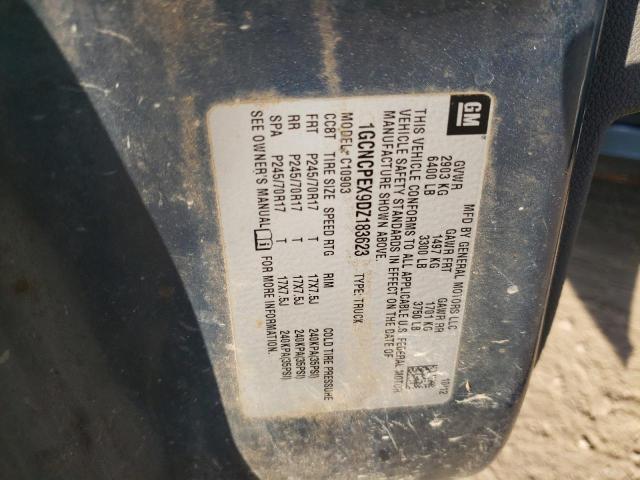 GM
MFD BY GENERAL MOTORS LLC
10/12
GVWR GAWR FRT GAWR RR
2903 KG 1497 KG 1701 KG
6400 LB 3300 LB 3750 LB
THIS VEHICLE CONFORMS TO ALL APPLICABLE U.S. FEDERAL MOTOR
VEHICLE SAFETY STANDARDS IN EFFECT ON THE DATE OF
MANUFACTURE SHOWN ABOVE.
1GCNCPEX9DZ183623 TYPE: TRUCK
MODEL: C10903
CC8T TIRE SIZE SPEED RTG RIM COLD TIRE PRESSURE
FRT P245/70R17 T 17X7.5J 240KPA(35PSI)
RR P245/70R17 T 17X7.5J 240KPA(35PSI)
SPA P245/70R17 T 17X7.5J 240KPA(35PSI)
SEE OWNER'S MANUAL i FOR MORE INFORMATION.